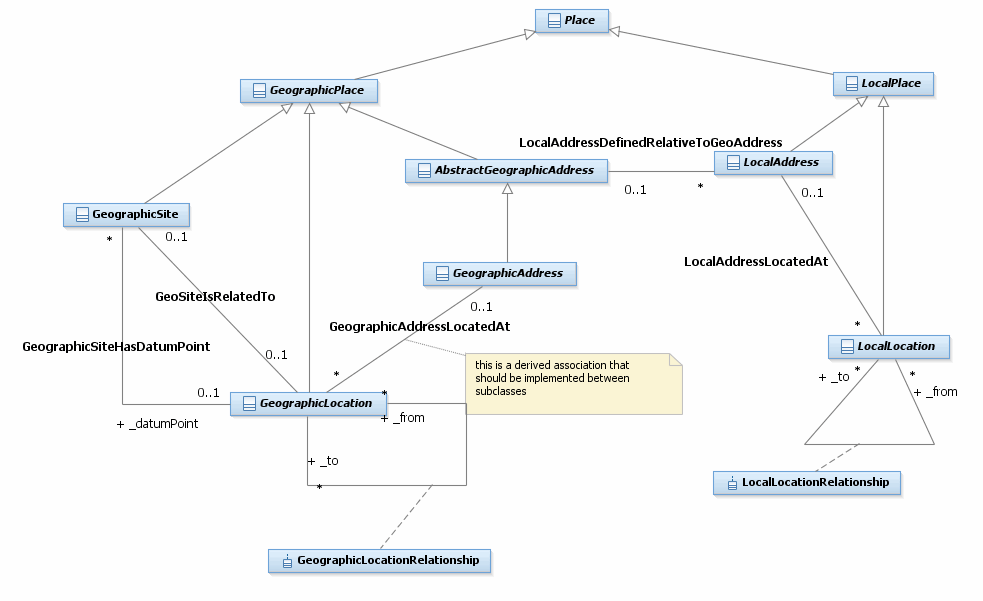 Place
GeographicPlace
LocalPlace
LocalAddressDefinedRelativeToGeoAddress
AbstractGeographicAddress
LocalAddress
0..1
*
0..1
GeographicSite
*
0..1
LocalAddressLocatedAt
GeographicAddress
GeoSiteIsRelatedTo
0..1
GeographicAddressLocatedAt
*
GeographicSiteHasDatumPoint
0..1
LocalLocation
this is a derived association that
should be implemented between
subclasses
*
*
*
+ _to
+ _from
0..1
*
GeographicLocation
+ _datumPoint
+ _from
+ _to
*
LocalLocationRelationship
GeographicLocationRelationship